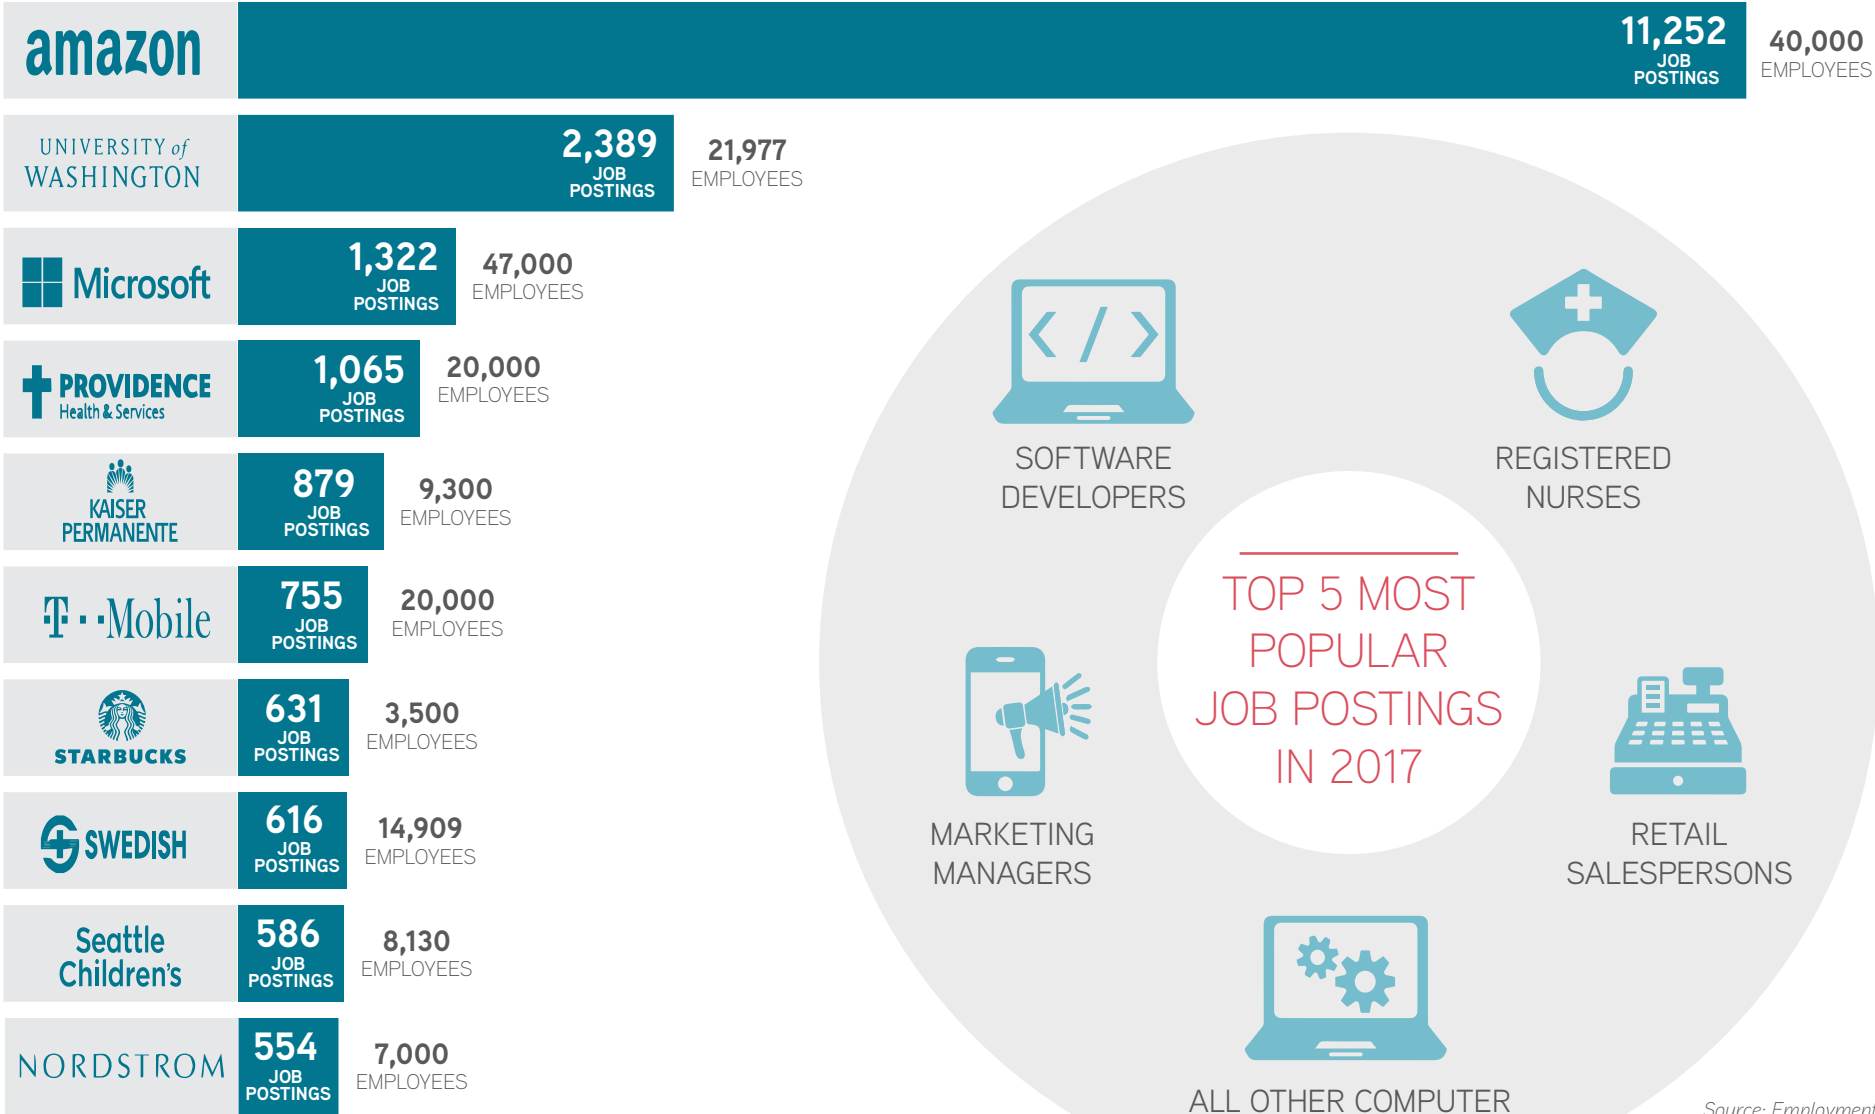 amazon
11,252
JOB
POSTINGS
40,000
EMPLOYEES
UNIVERSITY of
WASHINGTON
2,389
JOB
POSTINGS
21,977
EMPLOYEES
Microsoft
1,322
JOB
POSTINGS
47,000
EMPLOYEES
PROVIDENCE
Health & Services
1,065
JOB
POSTINGS
20,000
EMPLOYEES
KAISER
PERMANENTE
879
JOB
POSTINGS
9,300
EMPLOYEES
T··Mobile
755
JOB
POSTINGS
20,000
EMPLOYEES
STARBUCKS
631
JOB
POSTINGS
3,500
EMPLOYEES
SWEDISH
616
JOB
POSTINGS
14,909
EMPLOYEES
Seattle
Children's
586
JOB
POSTINGS
8,130
EMPLOYEES
NORDSTROM
554
JOB
POSTINGS
7,000
EMPLOYEES
TOP 5 MOST
POPULAR
JOB POSTINGS
IN 2017
SOFTWARE
DEVELOPERS
REGISTERED
NURSES
MARKETING
MANAGERS
RETAIL
SALESPERSONS
ALL OTHER COMPUTER
Source: Employment